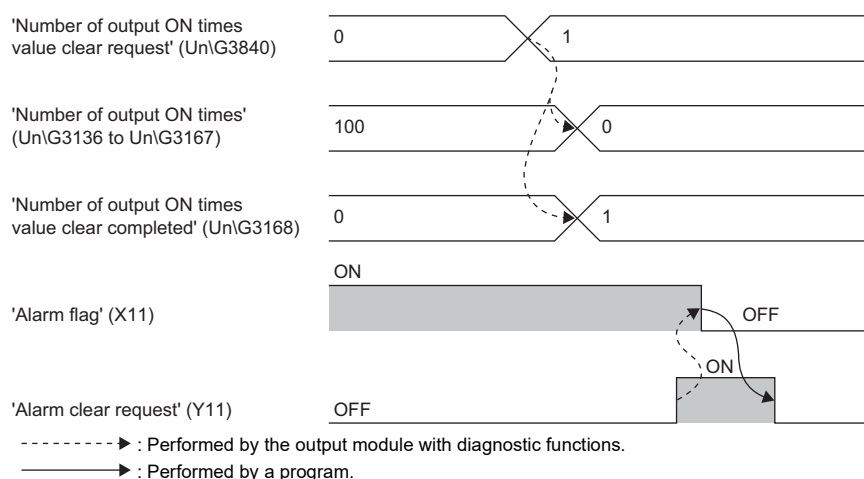 'Number of output ON times
value clear request' (Un\G3840)
0
1
'Number of output ON times'
(Un\G3136 to Un\G3167)
100
0
'Number of output ON times
value clear completed' (Un\G3168)
0
1
ON
'Alarm flag' (X11)
OFF
ON
'Alarm clear request' (Y11)
OFF
: Performed by the output module with diagnostic functions.
: Performed by a program.